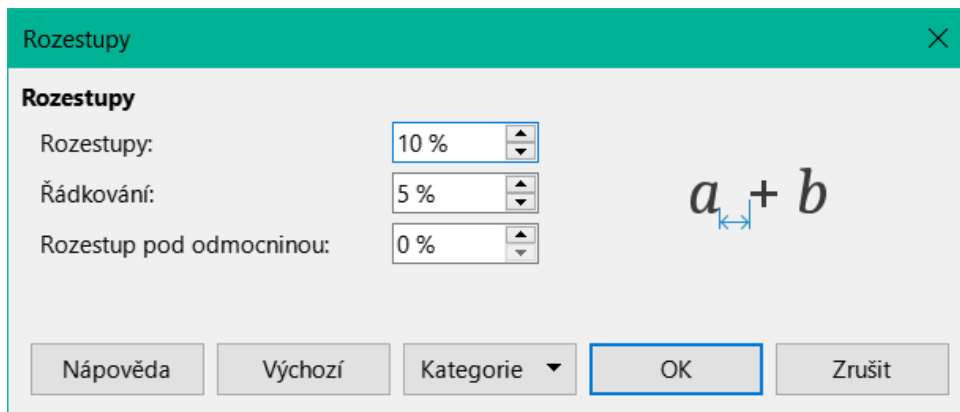 Rozestupy
Rozestupy
Rozestupy: 10 %
Řádkování: 5 %
Rozestup pod odmocninou: 0 %
a + b
Nápověda Výchozí Kategorie OK Zrušit